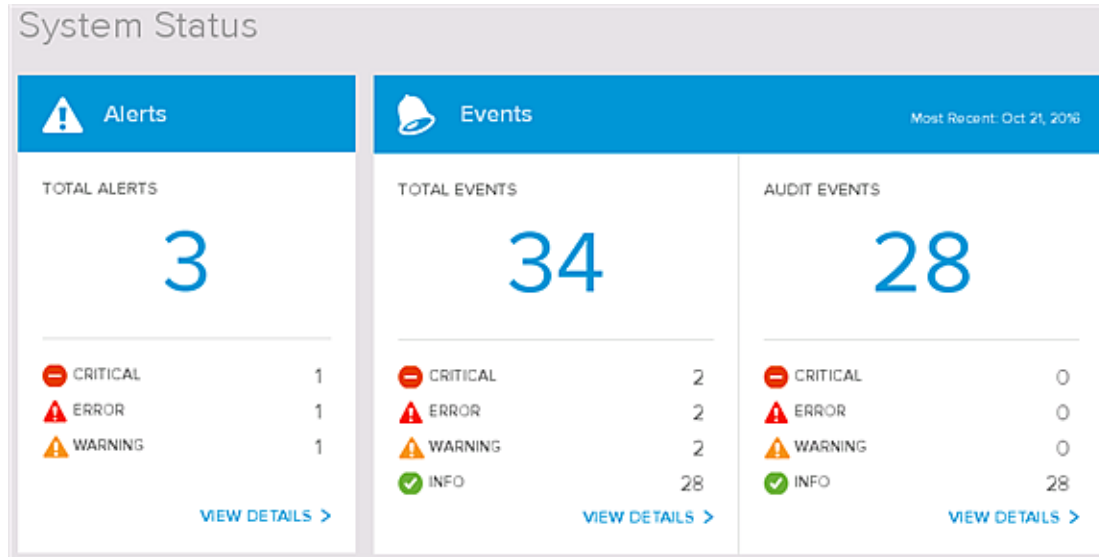 System Status
Alerts
TOTAL ALERTS
3
CRITICAL 1
ERROR 1
WARNING 1
VIEW DETAILS >
Events
Most Recent: Oct 21, 2016
TOTAL EVENTS
34
CRITICAL 2
ERROR 2
WARNING 2
INFO 28
VIEW DETAILS >
AUDIT EVENTS
28
CRITICAL 0
ERROR 0
WARNING 0
INFO 28
VIEW DETAILS >